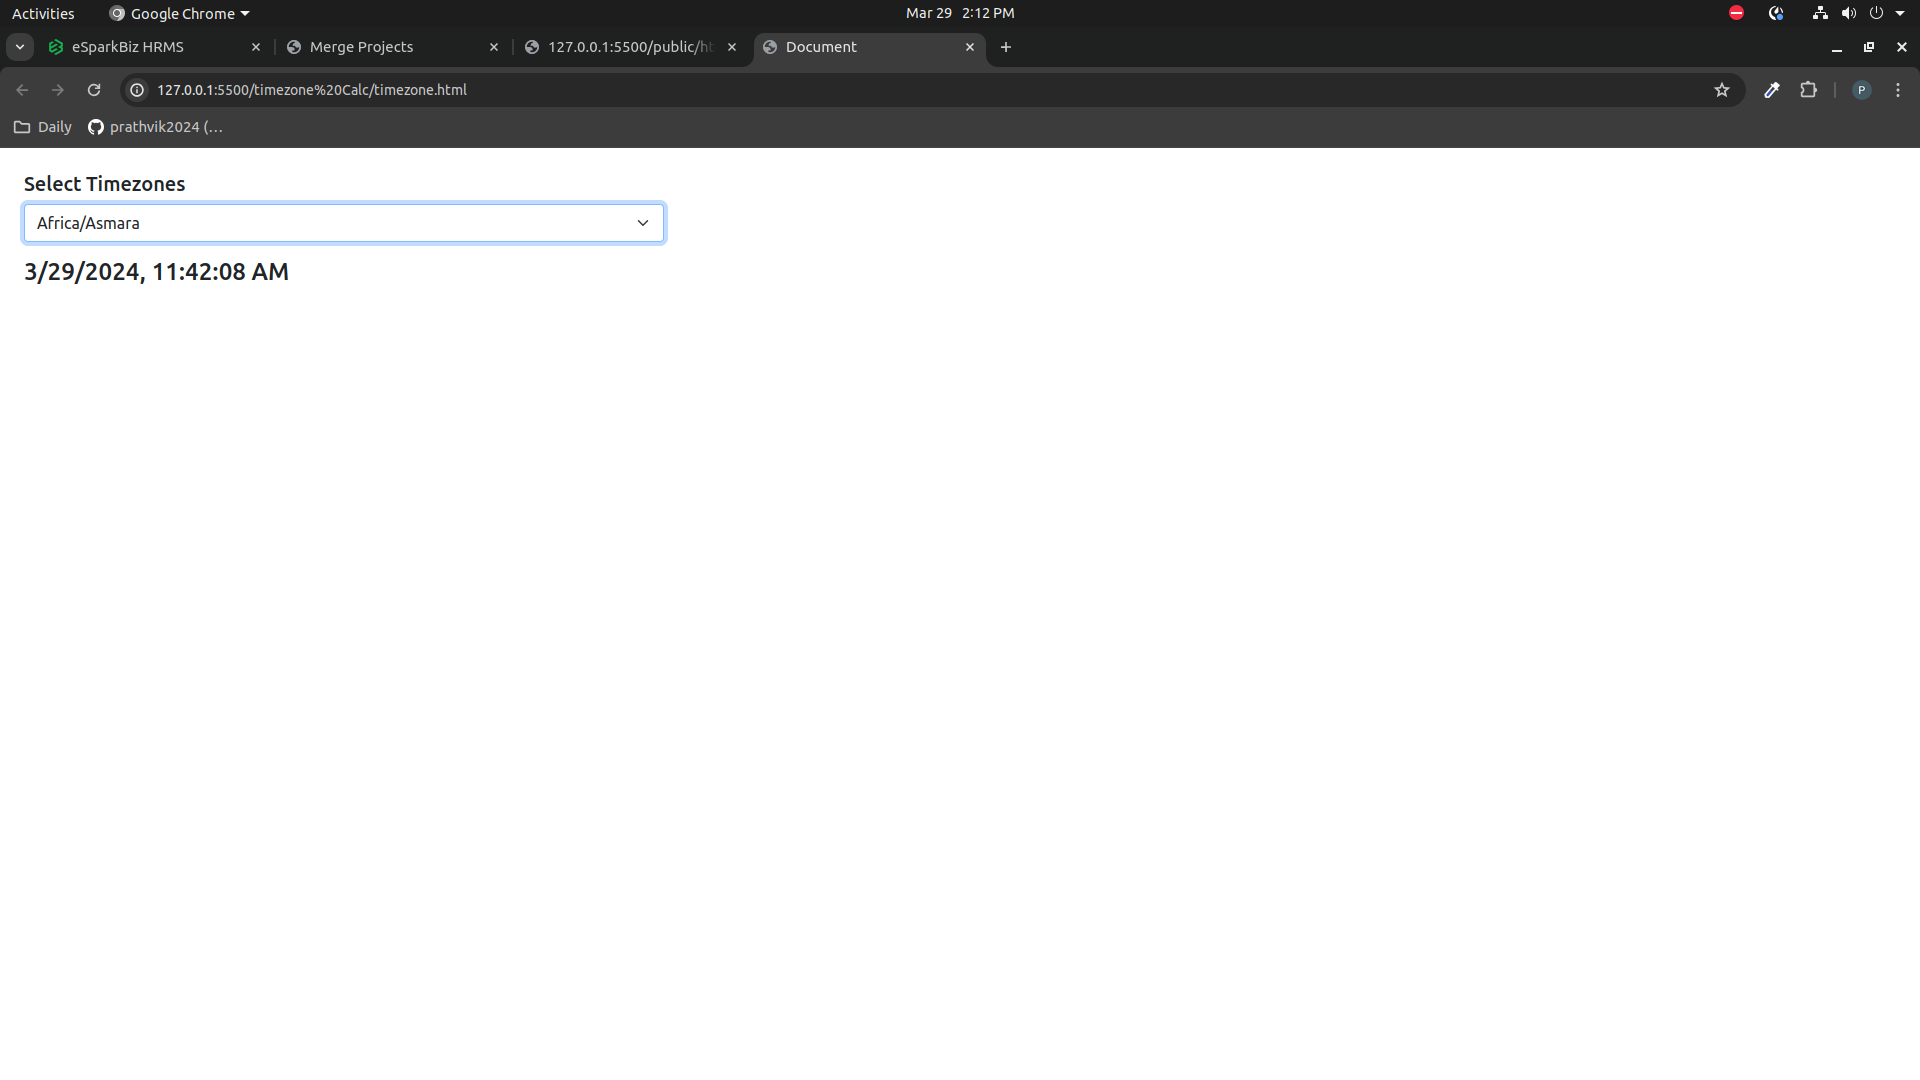 Activities
Google Chrome
Mar 29 2:12 PM
eSparkBiz HRMS
Merge Projects
127.0.0.1:5500/public/ht
Document
127.0.0.1:5500/timezone%20Calc/timezone.html
P
Daily
prathvik2024 (...
Select Timezones
Africa/Asmara
3/29/2024, 11:42:08 AM